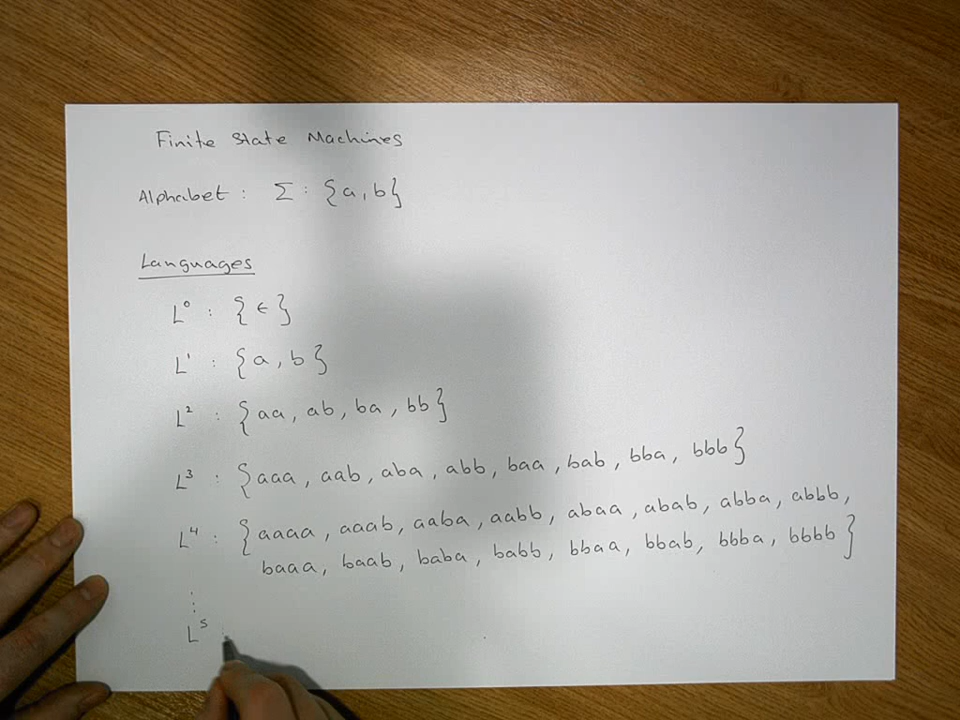 Finite State Machines
Alphabet : Σ : {a, b}
Languages
L⁰ : {∈}
L¹ : {a, b}
L² : {aa, ab, ba, bb}
L³ : {aaa, aab, aba, abb, baa, bab, bba, bbb}
L⁴ : {aaaa, aaab, aaba, aabb, abaa, abab, abba, abbb,
baaa, baab, baba, babb, bbaa, bbab, bbba, bbbb}
⋮
L⁵